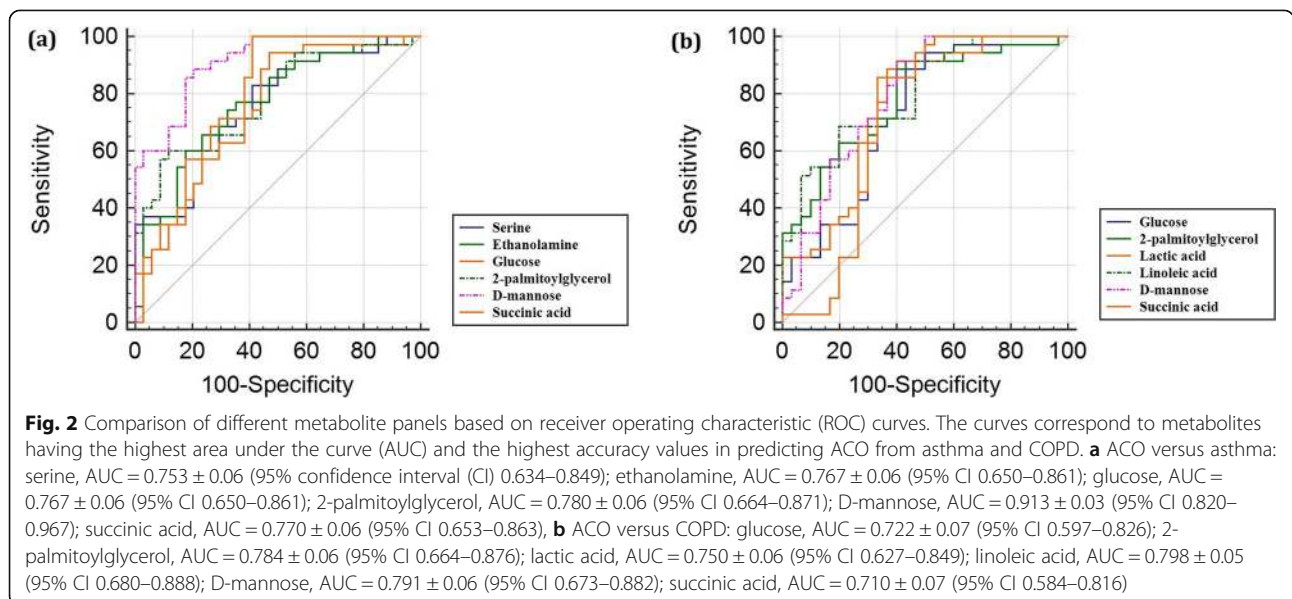 (a)
100
80
60
40
20
0
Sensitivity
0 20 40 60 80 100
100-Specificity
Serine
Ethanolamine
Glucose
2-palmitoylglycerol
D-mannose
Succinic acid
(b)
100
80
60
40
20
0
Sensitivity
0 20 40 60 80 100
100-Specificity
Glucose
2-palmitoylglycerol
Lactic acid
Linoleic acid
D-mannose
Succinic acid
Fig. 2 Comparison of different metabolite panels based on receiver operating characteristic (ROC) curves. The curves correspond to metabolites
having the highest area under the curve (AUC) and the highest accuracy values in predicting ACO from asthma and COPD. a ACO versus asthma:
serine, AUC = 0.753 ± 0.06 (95% confidence interval (CI) 0.634–0.849); ethanolamine, AUC = 0.767 ± 0.06 (95% CI 0.650–0.861); glucose, AUC =
0.767 ± 0.06 (95% CI 0.650–0.861); 2-palmitoylglycerol, AUC = 0.780 ± 0.06 (95% CI 0.664–0.871); D-mannose, AUC = 0.913 ± 0.03 (95% CI 0.820–
0.967); succinic acid, AUC = 0.770 ± 0.06 (95% CI 0.653–0.863), b ACO versus COPD: glucose, AUC = 0.722 ± 0.07 (95% CI 0.597–0.826); 2-
palmitoylglycerol, AUC = 0.784 ± 0.06 (95% CI 0.664–0.876); lactic acid, AUC = 0.750 ± 0.06 (95% CI 0.627–0.849); linoleic acid, AUC = 0.798 ± 0.05
(95% CI 0.680–0.888); D-mannose, AUC = 0.791 ± 0.06 (95% CI 0.673–0.882); succinic acid, AUC = 0.710 ± 0.07 (95% CI 0.584–0.816)